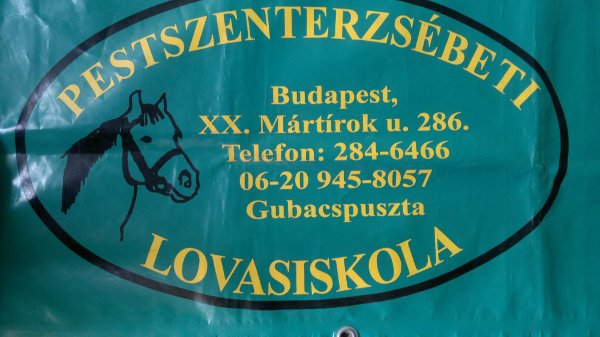 PESTSZENTERZSÉBETI
Budapest,
XX. Mártírok u. 286.
Telefon: 284-6466
06-20 945-8057
Gubacspuszta
LOVASISKOLA